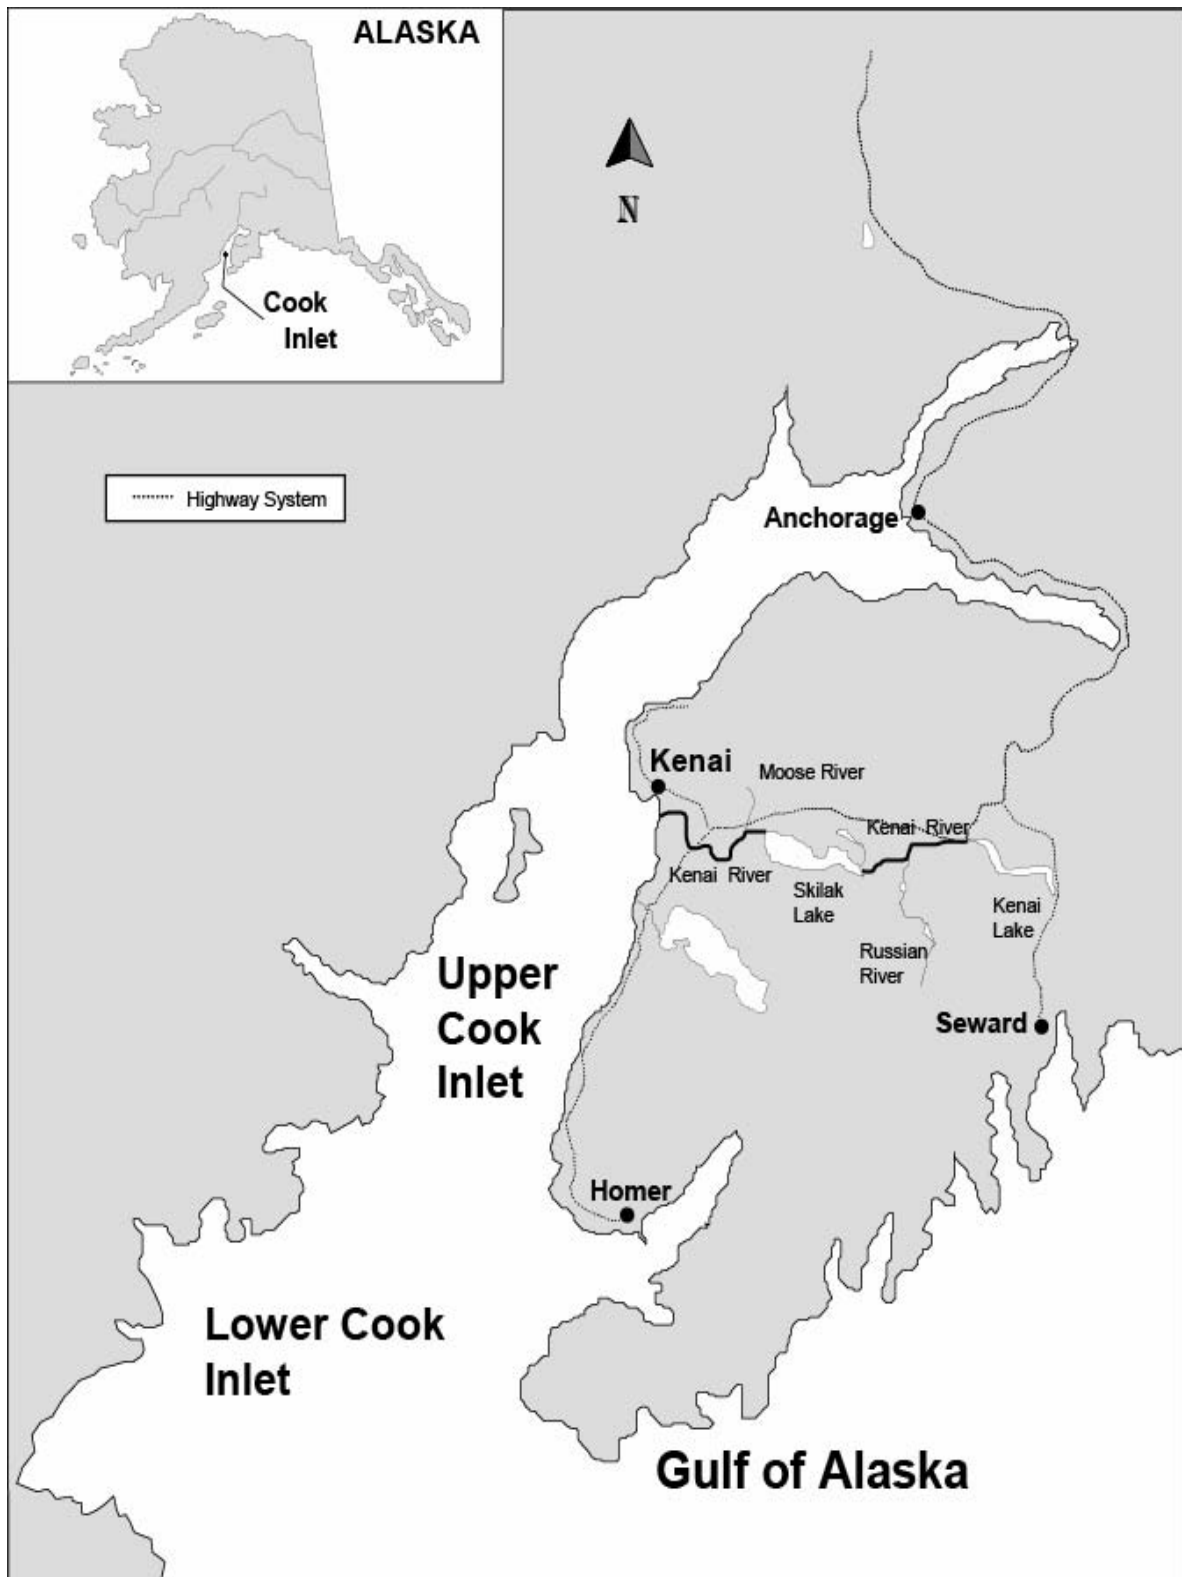 ALASKA
Cook
Inlet
N
Highway System
Anchorage
Kenai
Moose River
Kenai River
Kenai River
Skilak
Lake
Kenai
Lake
Russian
River
Upper
Cook
Inlet
Seward
Homer
Lower Cook
Inlet
Gulf of Alaska